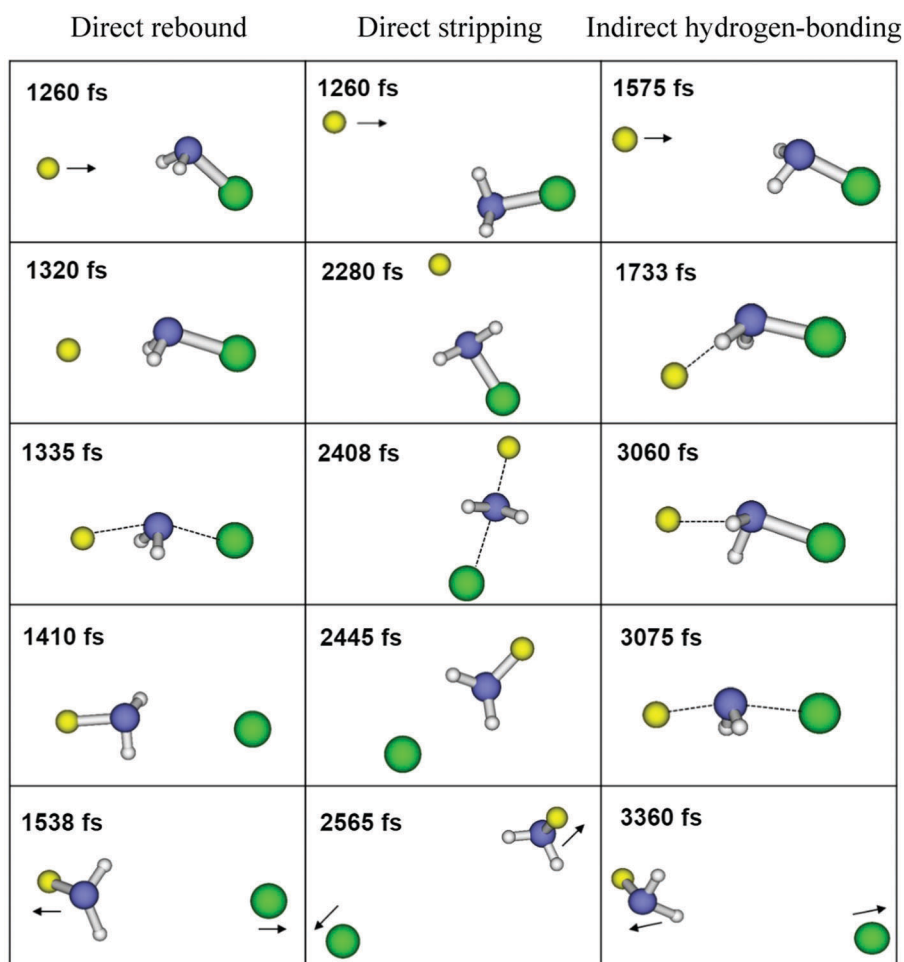 Direct rebound Direct stripping Indirect hydrogen-bonding
1260 fs 1260 fs 1575 fs
1320 fs 2280 fs 1733 fs
1335 fs 2408 fs 3060 fs
1410 fs 2445 fs 3075 fs
1538 fs 2565 fs 3360 fs